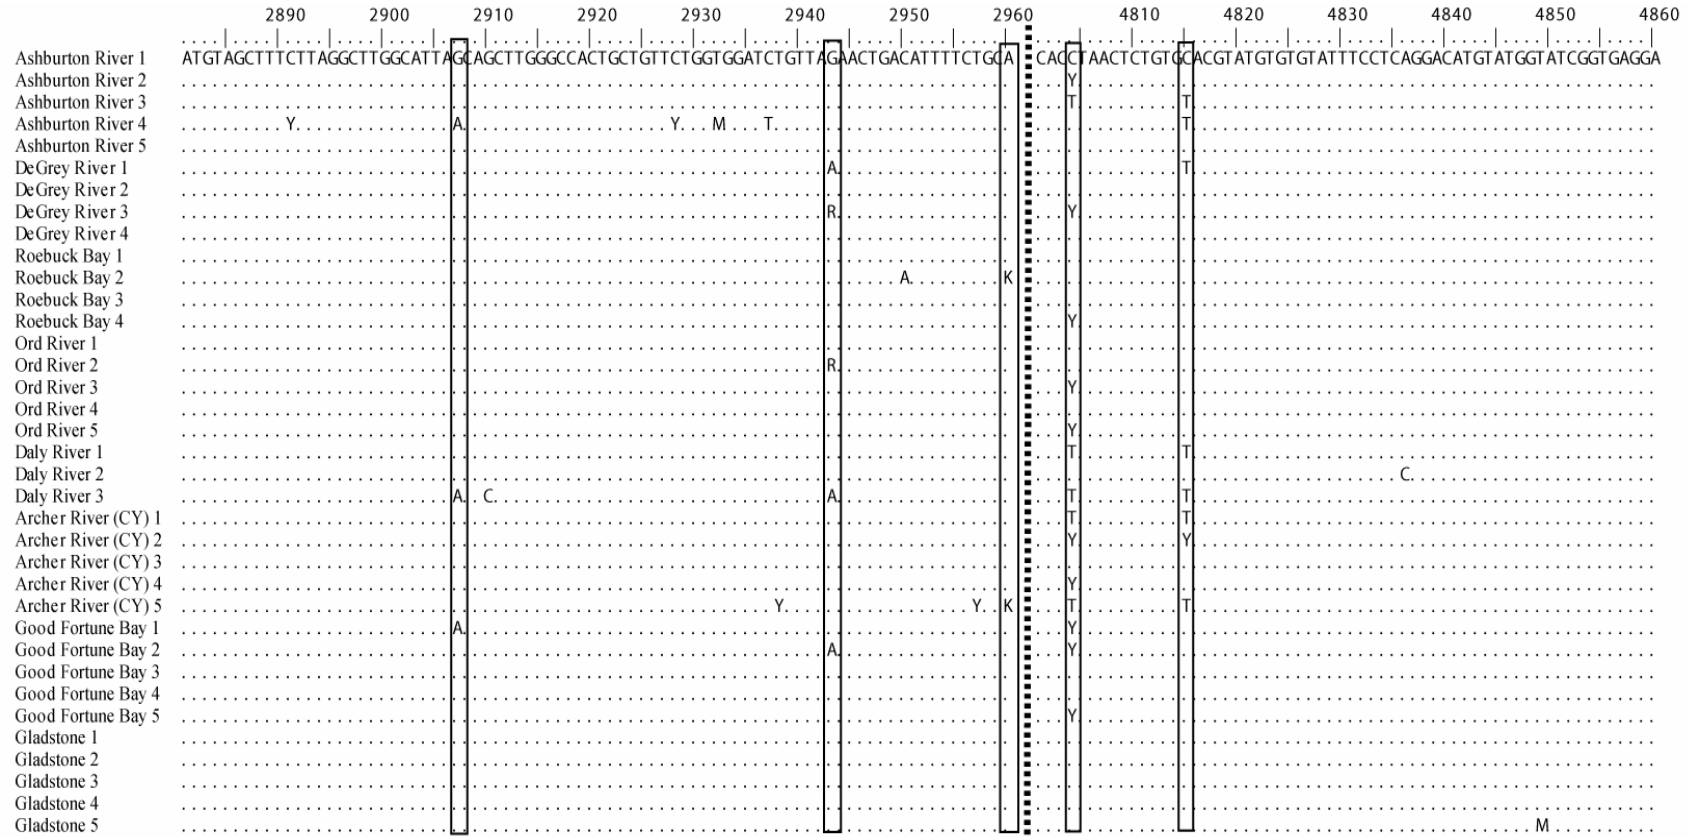 2890 2900 2910 2920 2930 2940 2950 2960 4810 4820 4830 4840 4850 4860
Ashburton River 1 ATGTAGCTTTCTTAGGCTTGGCATTAGCAGCTTGGGCCACTGCTGTTCTGGTGGATCTGTTAGAACTGACATTTTCTGCA CACCTAACTCTGTGCACGTATGTGTGTATTTCCTCAGGACATGTATGGTATCGGTGAGGA
Ashburton River 2 Y
Ashburton River 3 T T
Ashburton River 4 Y A Y M T T
Ashburton River 5
DeGrey River 1 A T
DeGrey River 2
DeGrey River 3 R Y
DeGrey River 4
Roebuck Bay 1
Roebuck Bay 2 A K
Roebuck Bay 3
Roebuck Bay 4 Y
Ord River 1
Ord River 2 R
Ord River 3 Y
Ord River 4
Ord River 5 Y
Daly River 1 T T
Daly River 2 C
Daly River 3 A C A T T
Archer River (CY) 1 T T
Archer River (CY) 2 Y Y
Archer River (CY) 3
Archer River (CY) 4 Y
Archer River (CY) 5 Y Y K T T
Good Fortune Bay 1 A Y
Good Fortune Bay 2 A Y
Good Fortune Bay 3
Good Fortune Bay 4
Good Fortune Bay 5 Y
Gladstone 1
Gladstone 2
Gladstone 3
Gladstone 4
Gladstone 5 M